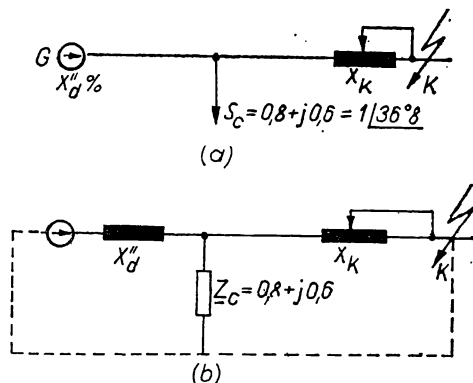 G
X″d %
XK
K
Sc = 0,8 + j0,6 = 1 |36°8
(a)
X″d
XK
K
Zc = 0,8 + j0,6
(b)